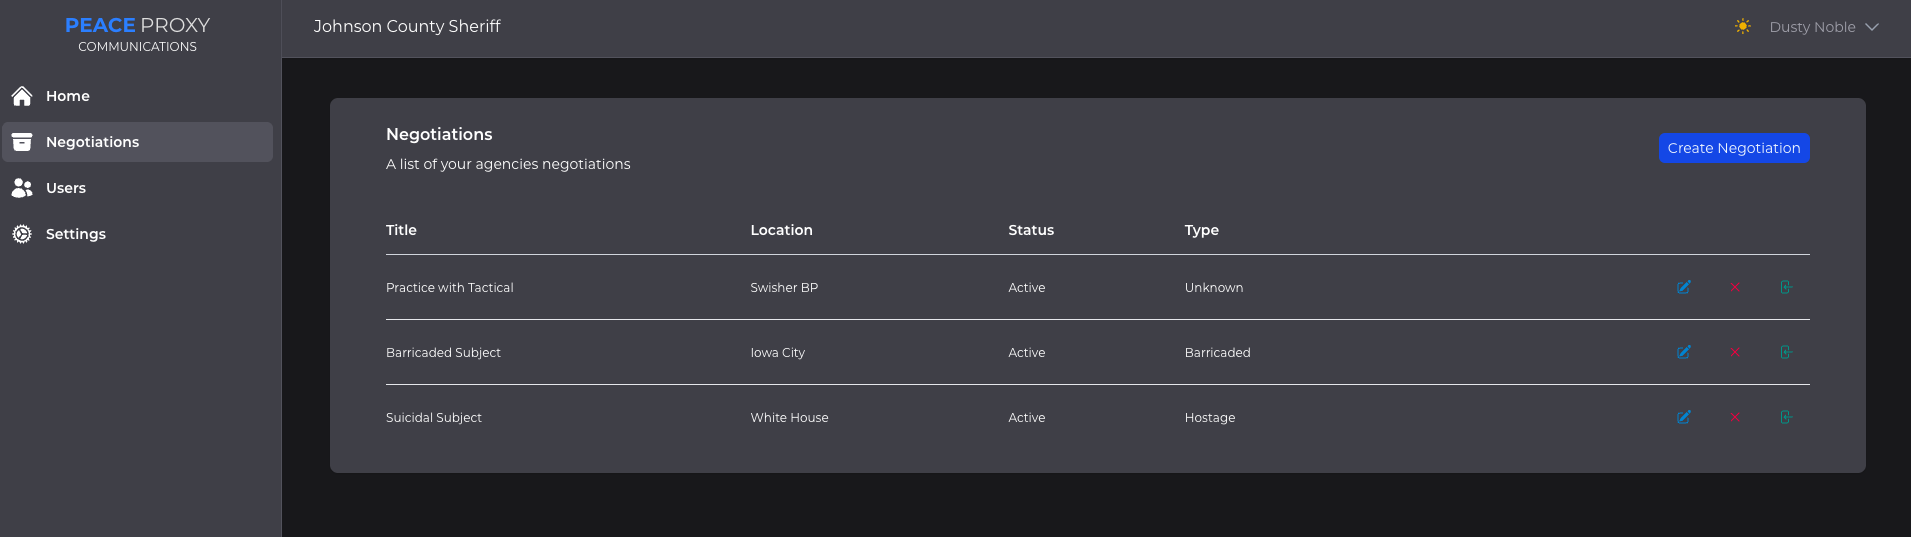 PEACE PROXY
COMMUNICATIONS
Johnson County Sheriff
Dusty Noble
Home
Negotiations
Users
Settings
Negotiations
A list of your agencies negotiations
Create Negotiation
Title Location Status Type
Practice with Tactical Swisher BP Active Unknown
Barricaded Subject Iowa City Active Barricaded
Suicidal Subject White House Active Hostage